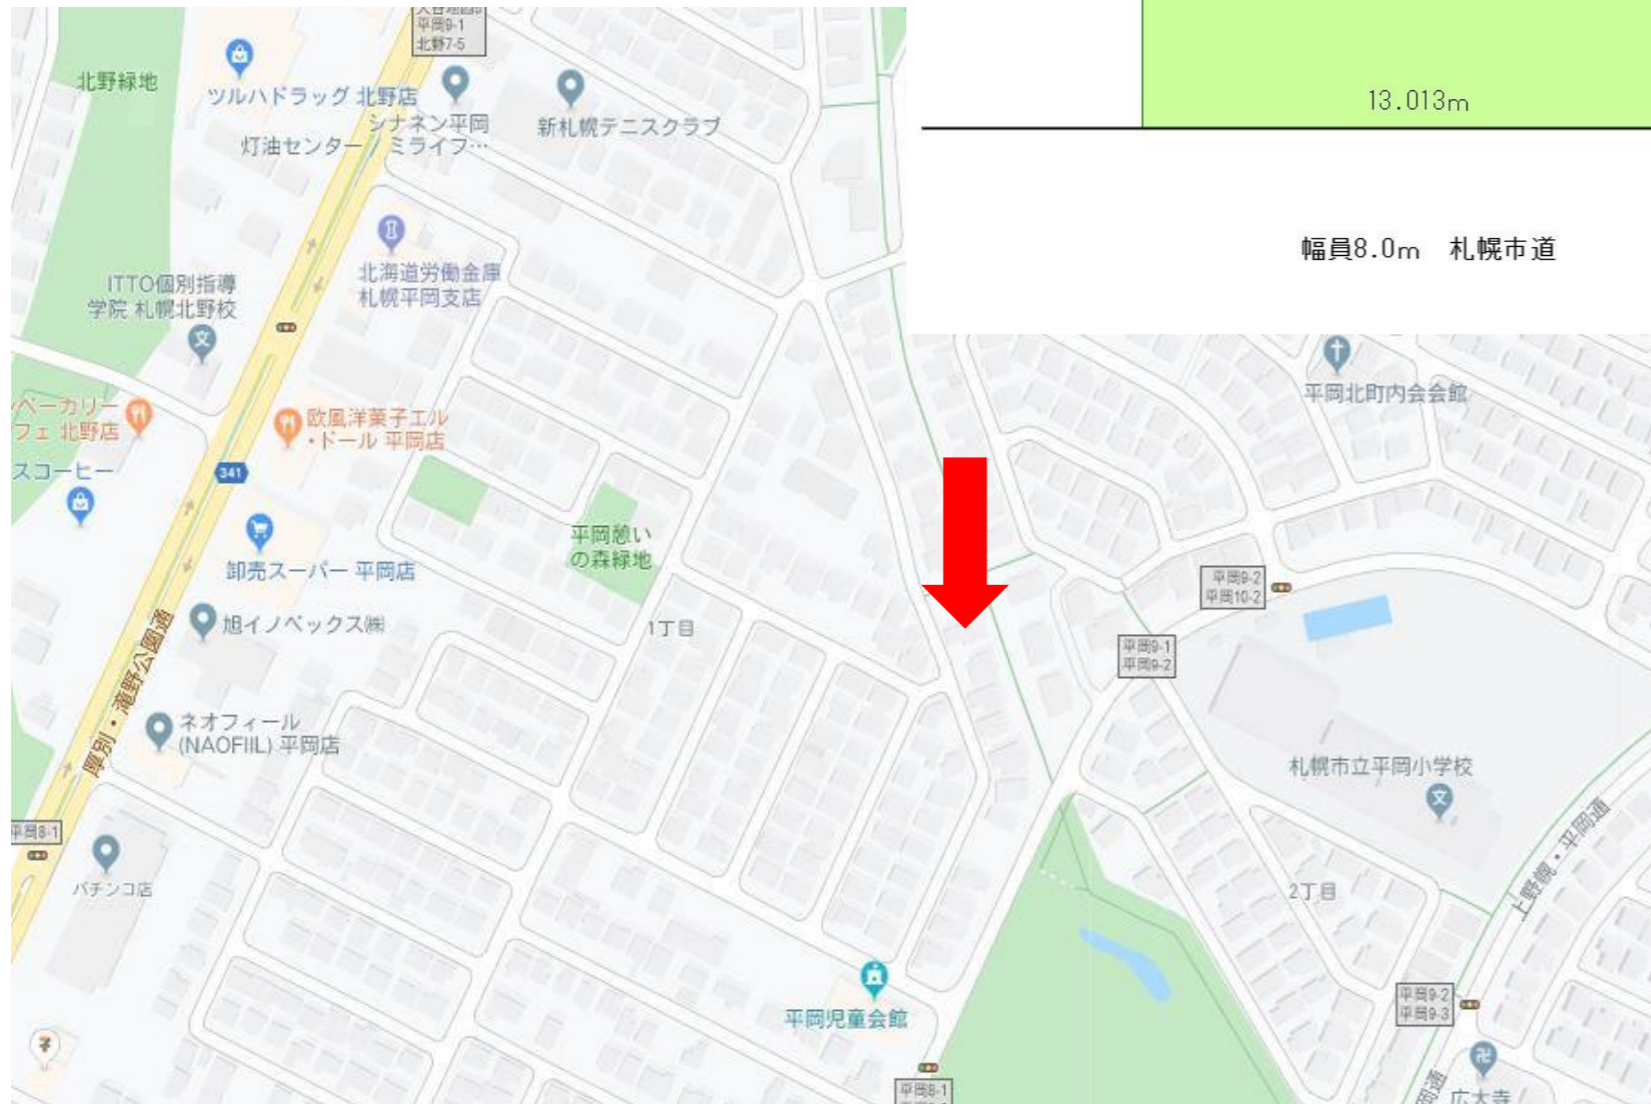 平岡9-1
北野7-5
北野緑地
ツルハドラッグ 北野店
シナネン平岡
灯油センター / ミライフ…
新札幌テニスクラブ
13.013m
幅員8.0m 札幌市道
北海道労働金庫
札幌平岡支店
ITTO個別指導
学院 札幌北野校
平岡北町内会会館
ベーカリー
フェ 北野店
欧風洋菓子エル
・ドール 平岡店
スコーヒー
341
平岡憩い
の森緑地
卸売スーパー 平岡店
平岡9-2
平岡10-2
旭イノベックス㈱
1丁目
平岡9-1
平岡9-2
厚別・滝野公園通
ネオフィール
(NAOFIIL) 平岡店
札幌市立平岡小学校
平岡8-1
パチンコ店
2丁目
上野幌・平岡通
平岡9-2
平岡9-3
平岡児童会館
平岡8-1
広大寺